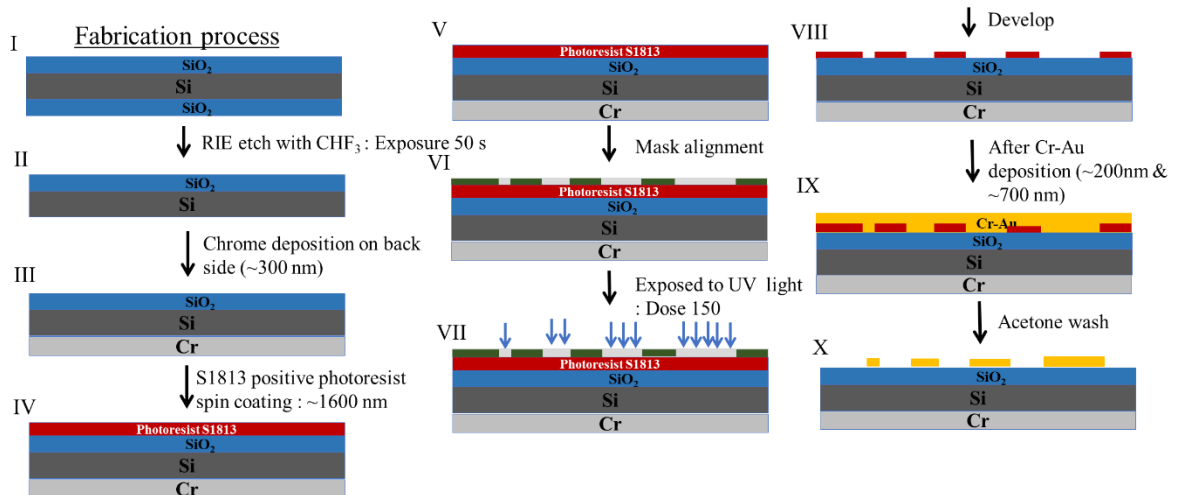 Fabrication process
I
SiO₂
Si
SiO₂
RIE etch with CHF₃ : Exposure 50 s
II
SiO₂
Si
Chrome deposition on back
side (~300 nm)
III
SiO₂
Si
Cr
S1813 positive photoresist
spin coating : ~1600 nm
IV
Photoresist S1813
SiO₂
Si
Cr
V
Photoresist S1813
SiO₂
Si
Cr
Mask alignment
VI
Photoresist S1813
SiO₂
Si
Cr
Exposed to UV light
: Dose 150
VII
Photoresist S1813
SiO₂
Si
Cr
Develop
VIII
SiO₂
Si
Cr
After Cr-Au
deposition (~200nm &
~700 nm)
IX
Cr-Au
SiO₂
Si
Cr
Acetone wash
X
SiO₂
Si
Cr